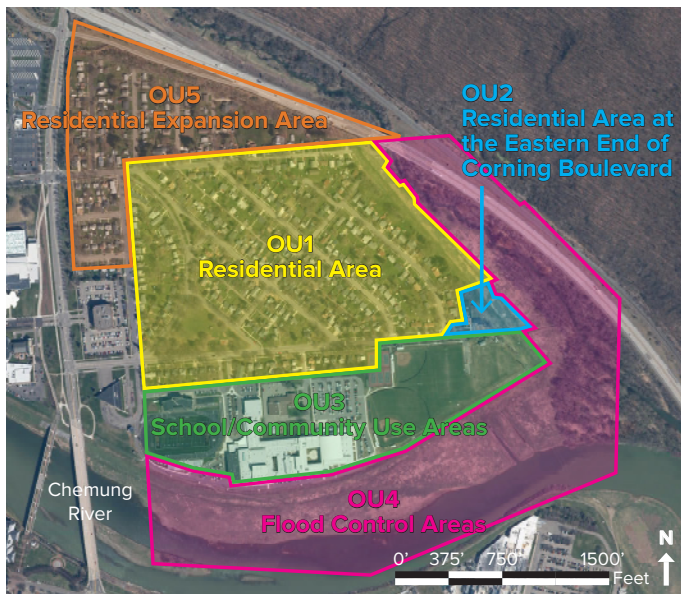 OU5
Residential Expansion Area
OU2
Residential Area at
the Eastern End of
Corning Boulevard
OU1
Residential Area
OU3
School/Community Use Areas
Chemung
River
OU4
Flood Control Areas
N
0' 375' 750' 1500'
Feet